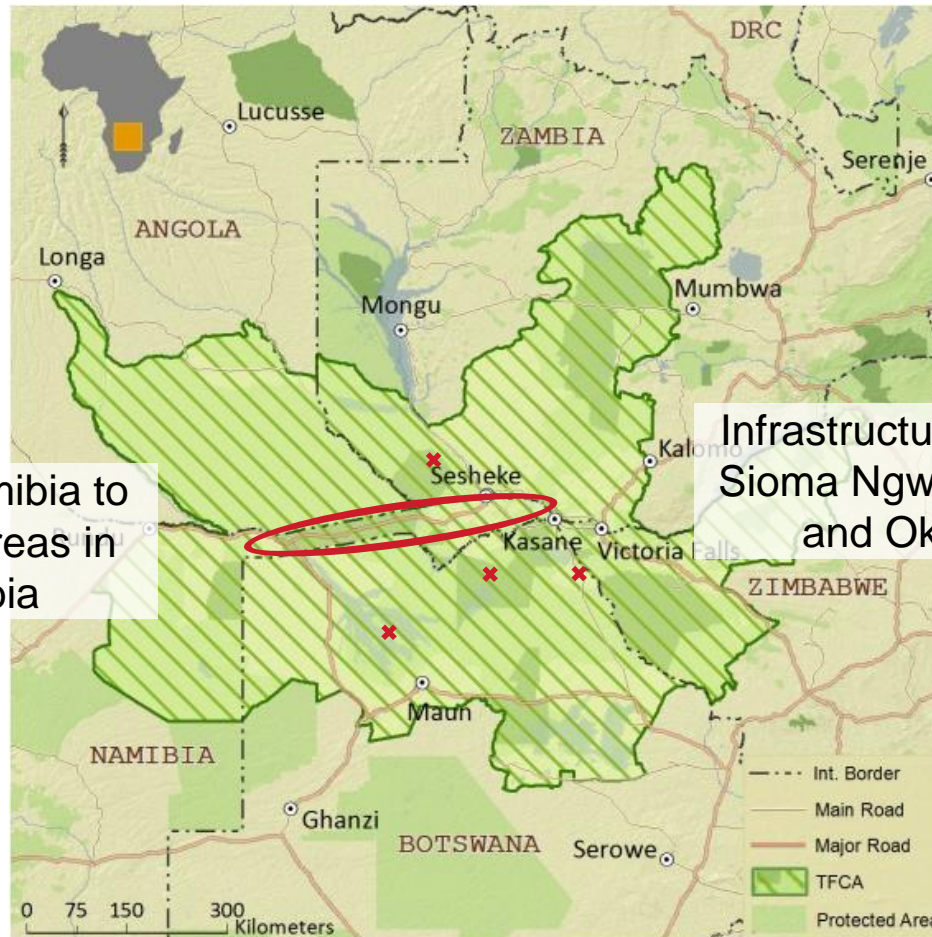 DRC
Lucusse
ZAMBIA
Serenje
ANGOLA
Longa
Mongu
Mumbwa
Kalomo
Sesheke
Kasane
Victoria Falls
ZIMBABWE
Maun
NAMIBIA
Ghanzi
BOTSWANA
Serowe
mibia to
reas in
bia
Infrastructu
Sioma Ngw
and Ok
Int. Border
Main Road
Major Road
TFCA
Protected Area
0 75 150 300
Kilometers